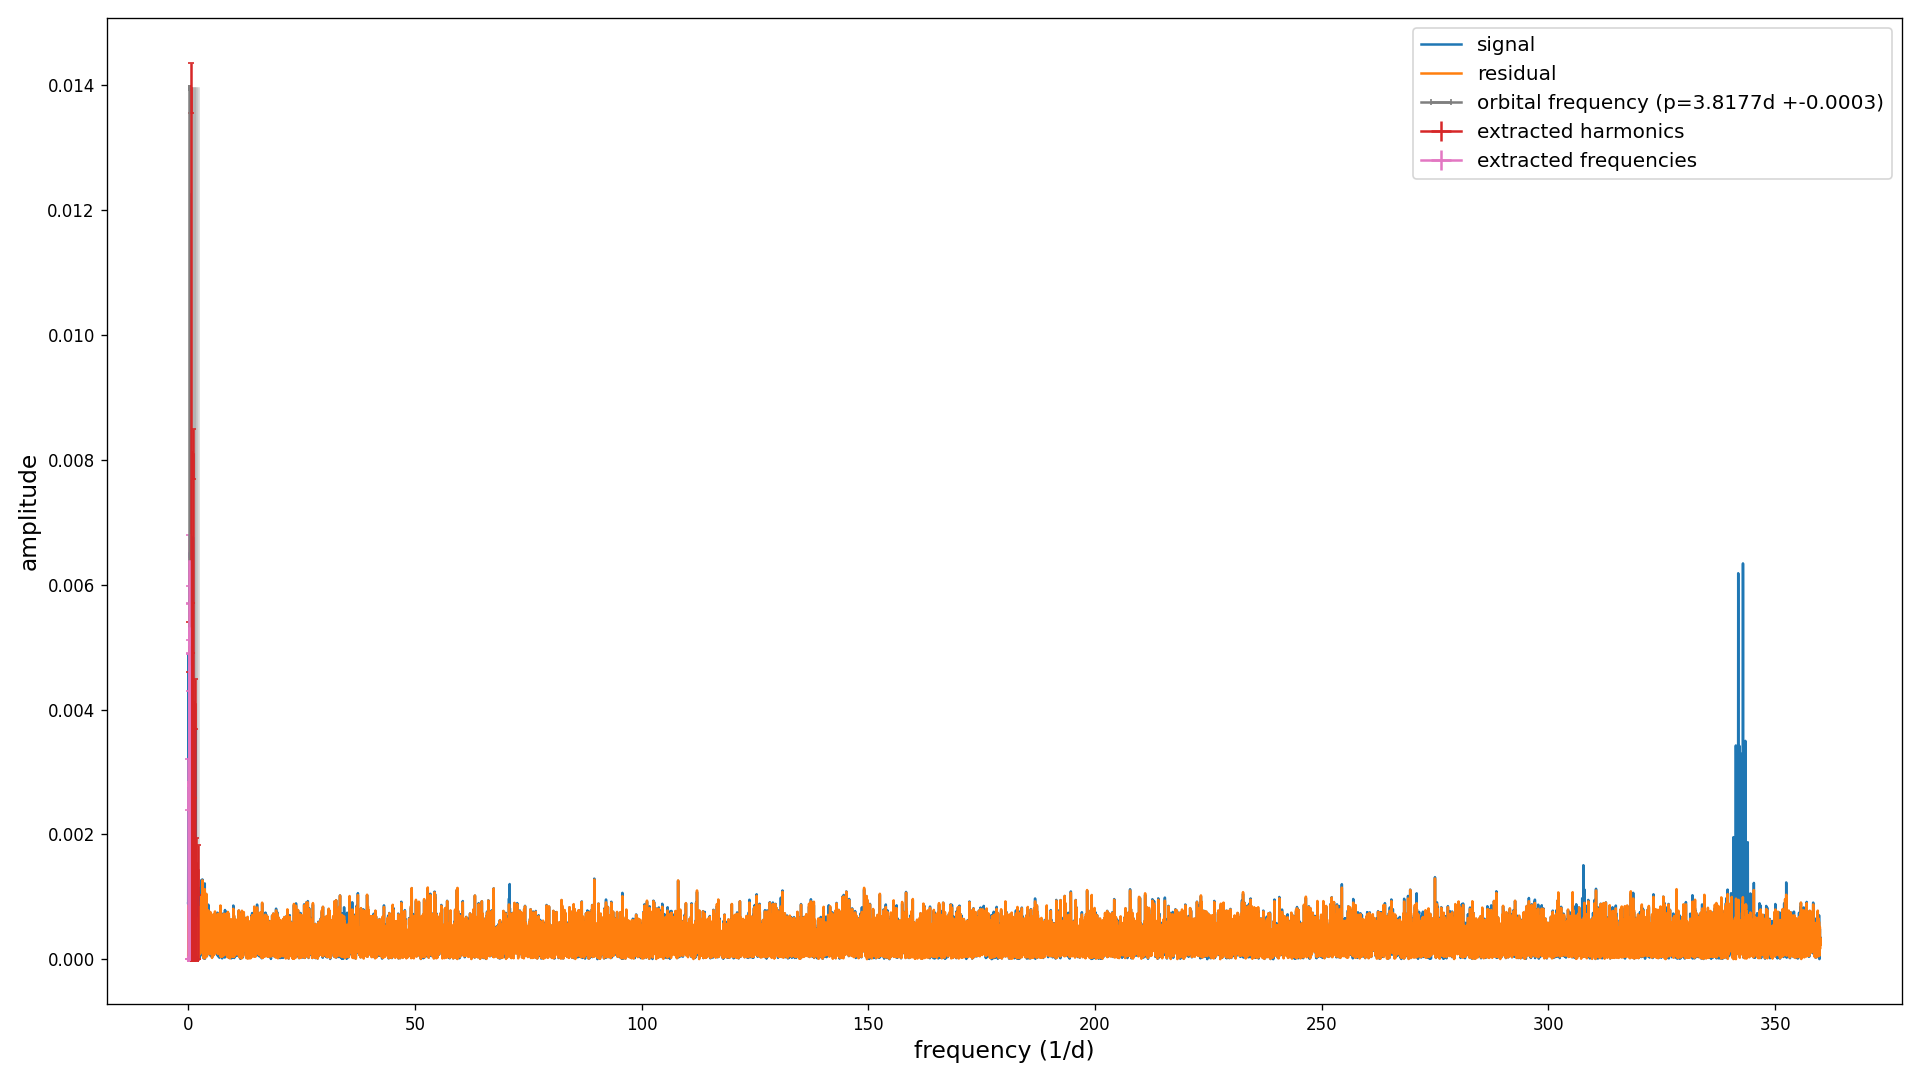 signal
residual
orbital frequency (p=3.8177d +-0.0003)
extracted harmonics
extracted frequencies
0.014
0.012
0.010
0.008
0.006
0.004
0.002
0.000
amplitude
0 50 100 150 200 250 300 350
frequency (1/d)